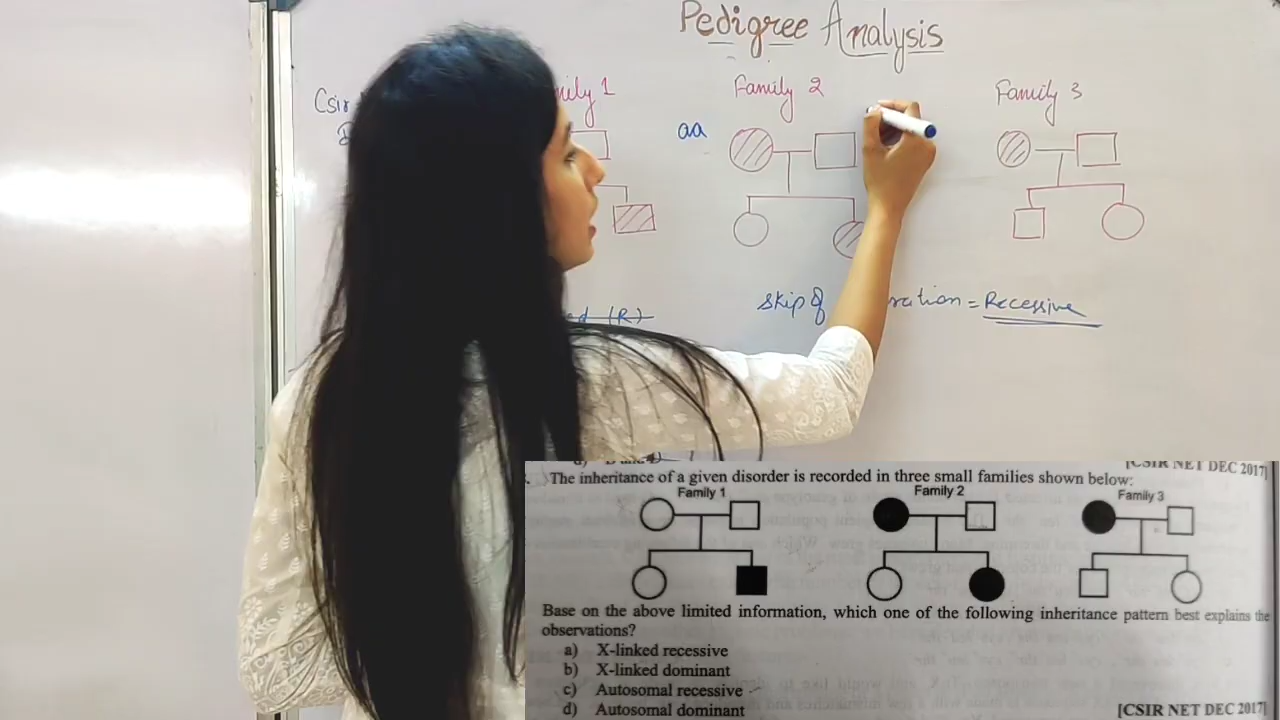 Pedigree Analysis
Csir
Family 2
Family 3
aa
Skip of
= Recessive
(R)
[CSIR NET DEC 2017]
The inheritance of a given disorder is recorded in three small families shown below:
Family 1
Family 2
Family 3
Base on the above limited information, which one of the following inheritance pattern best explains the
observations?
a) X-linked recessive
b) X-linked dominant
c) Autosomal recessive
d) Autosomal dominant
[CSIR NET DEC 2017]